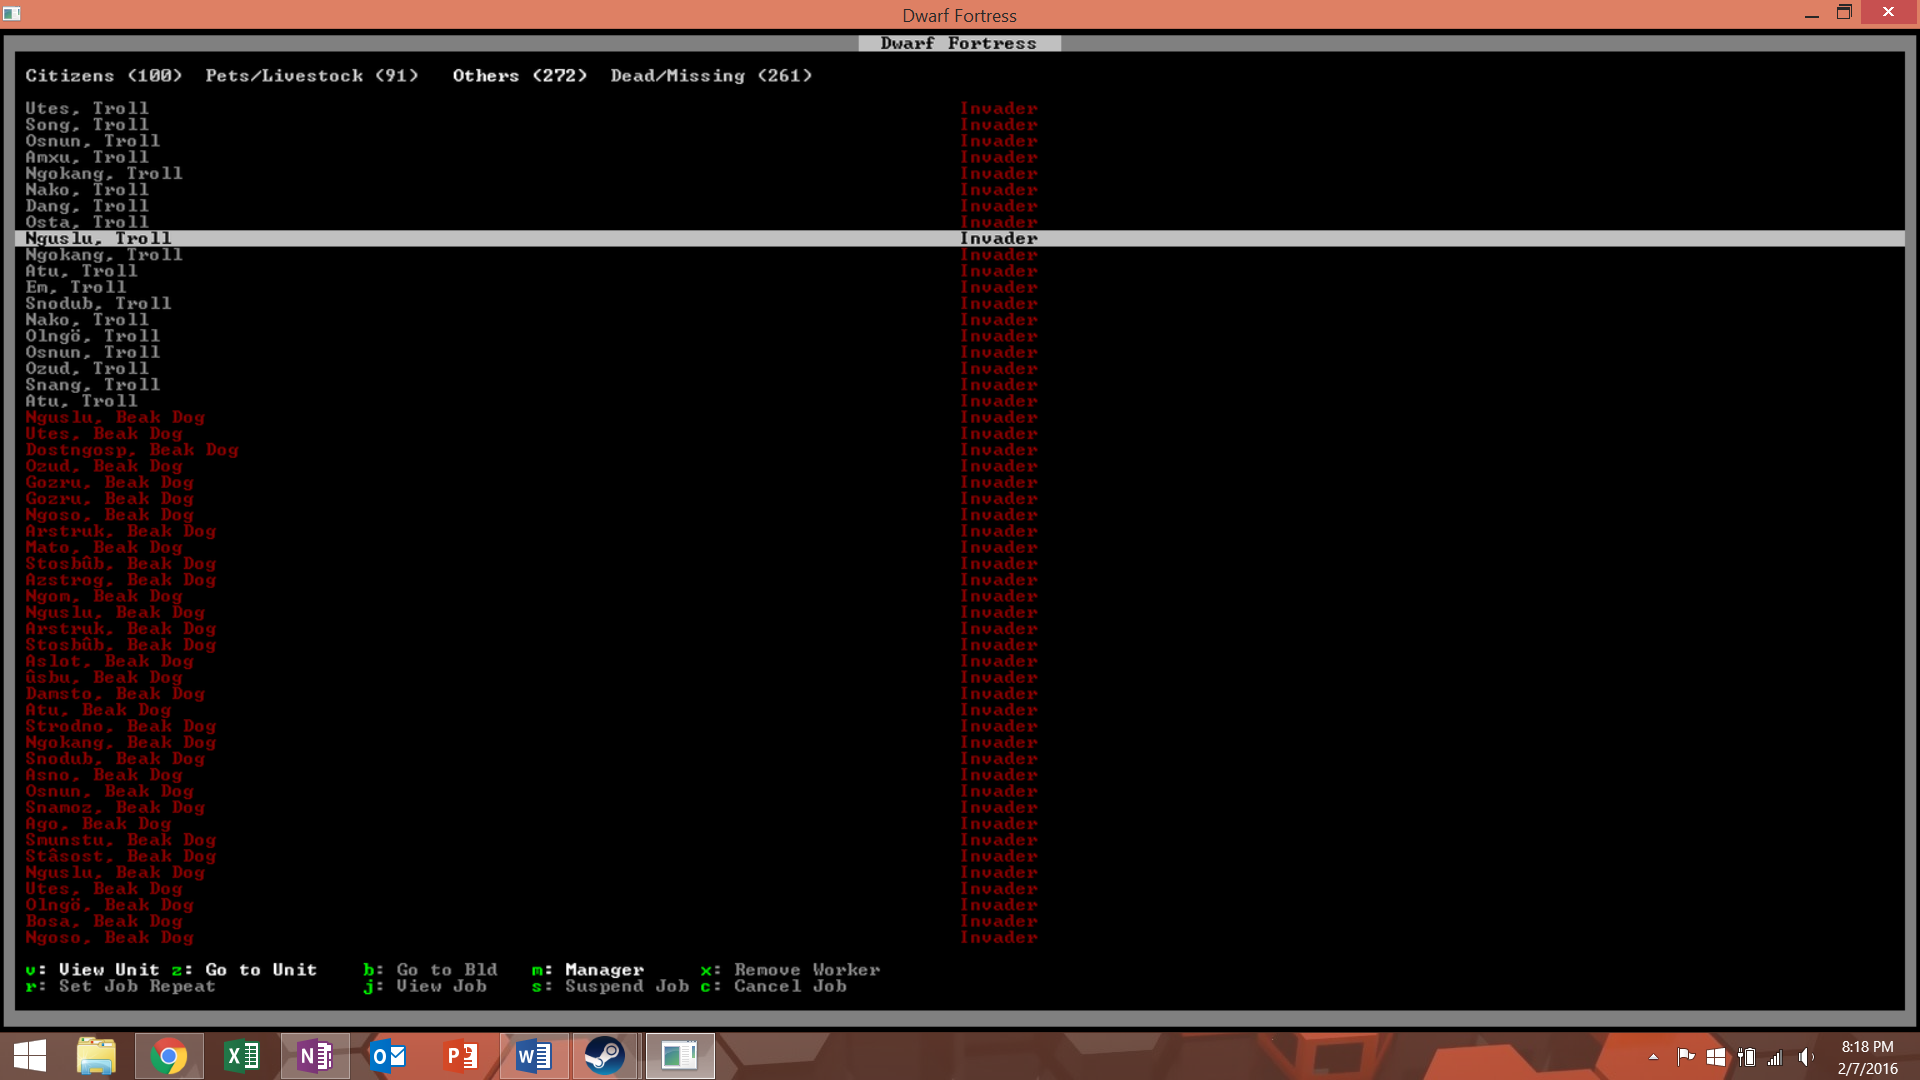 Dwarf Fortress
Dwarf Fortress
Citizens (100) Pets/Livestock (91) Others (272) Dead/Missing (261)
Utes, Troll Invader
Song, Troll Invader
Osnun, Troll Invader
Amxu, Troll Invader
Ngokang, Troll Invader
Nako, Troll Invader
Dang, Troll Invader
Osta, Troll Invader
Nguslu, Troll Invader
Ngokang, Troll Invader
Atu, Troll Invader
Em, Troll Invader
Snodub, Troll Invader
Nako, Troll Invader
Olngö, Troll Invader
Osnun, Troll Invader
Ozud, Troll Invader
Snang, Troll Invader
Atu, Troll Invader
Nguslu, Beak Dog Invader
Utes, Beak Dog Invader
Dostngosp, Beak Dog Invader
Ozud, Beak Dog Invader
Gozru, Beak Dog Invader
Gozru, Beak Dog Invader
Ngoso, Beak Dog Invader
Arstruk, Beak Dog Invader
Mato, Beak Dog Invader
Stosbûb, Beak Dog Invader
Azstrog, Beak Dog Invader
Ngom, Beak Dog Invader
Nguslu, Beak Dog Invader
Arstruk, Beak Dog Invader
Stosbûb, Beak Dog Invader
Aslot, Beak Dog Invader
ûsbu, Beak Dog Invader
Damsto, Beak Dog Invader
Atu, Beak Dog Invader
Strodno, Beak Dog Invader
Ngokang, Beak Dog Invader
Snodub, Beak Dog Invader
Asno, Beak Dog Invader
Osnun, Beak Dog Invader
Snamoz, Beak Dog Invader
Ago, Beak Dog Invader
Smunstu, Beak Dog Invader
Stâsost, Beak Dog Invader
Nguslu, Beak Dog Invader
Utes, Beak Dog Invader
Olngö, Beak Dog Invader
Bosa, Beak Dog Invader
Ngoso, Beak Dog Invader
v: View Unit z: Go to Unit b: Go to Bld m: Manager x: Remove Worker
r: Set Job Repeat j: View Job s: Suspend Job c: Cancel Job
8:18 PM
2/7/2016